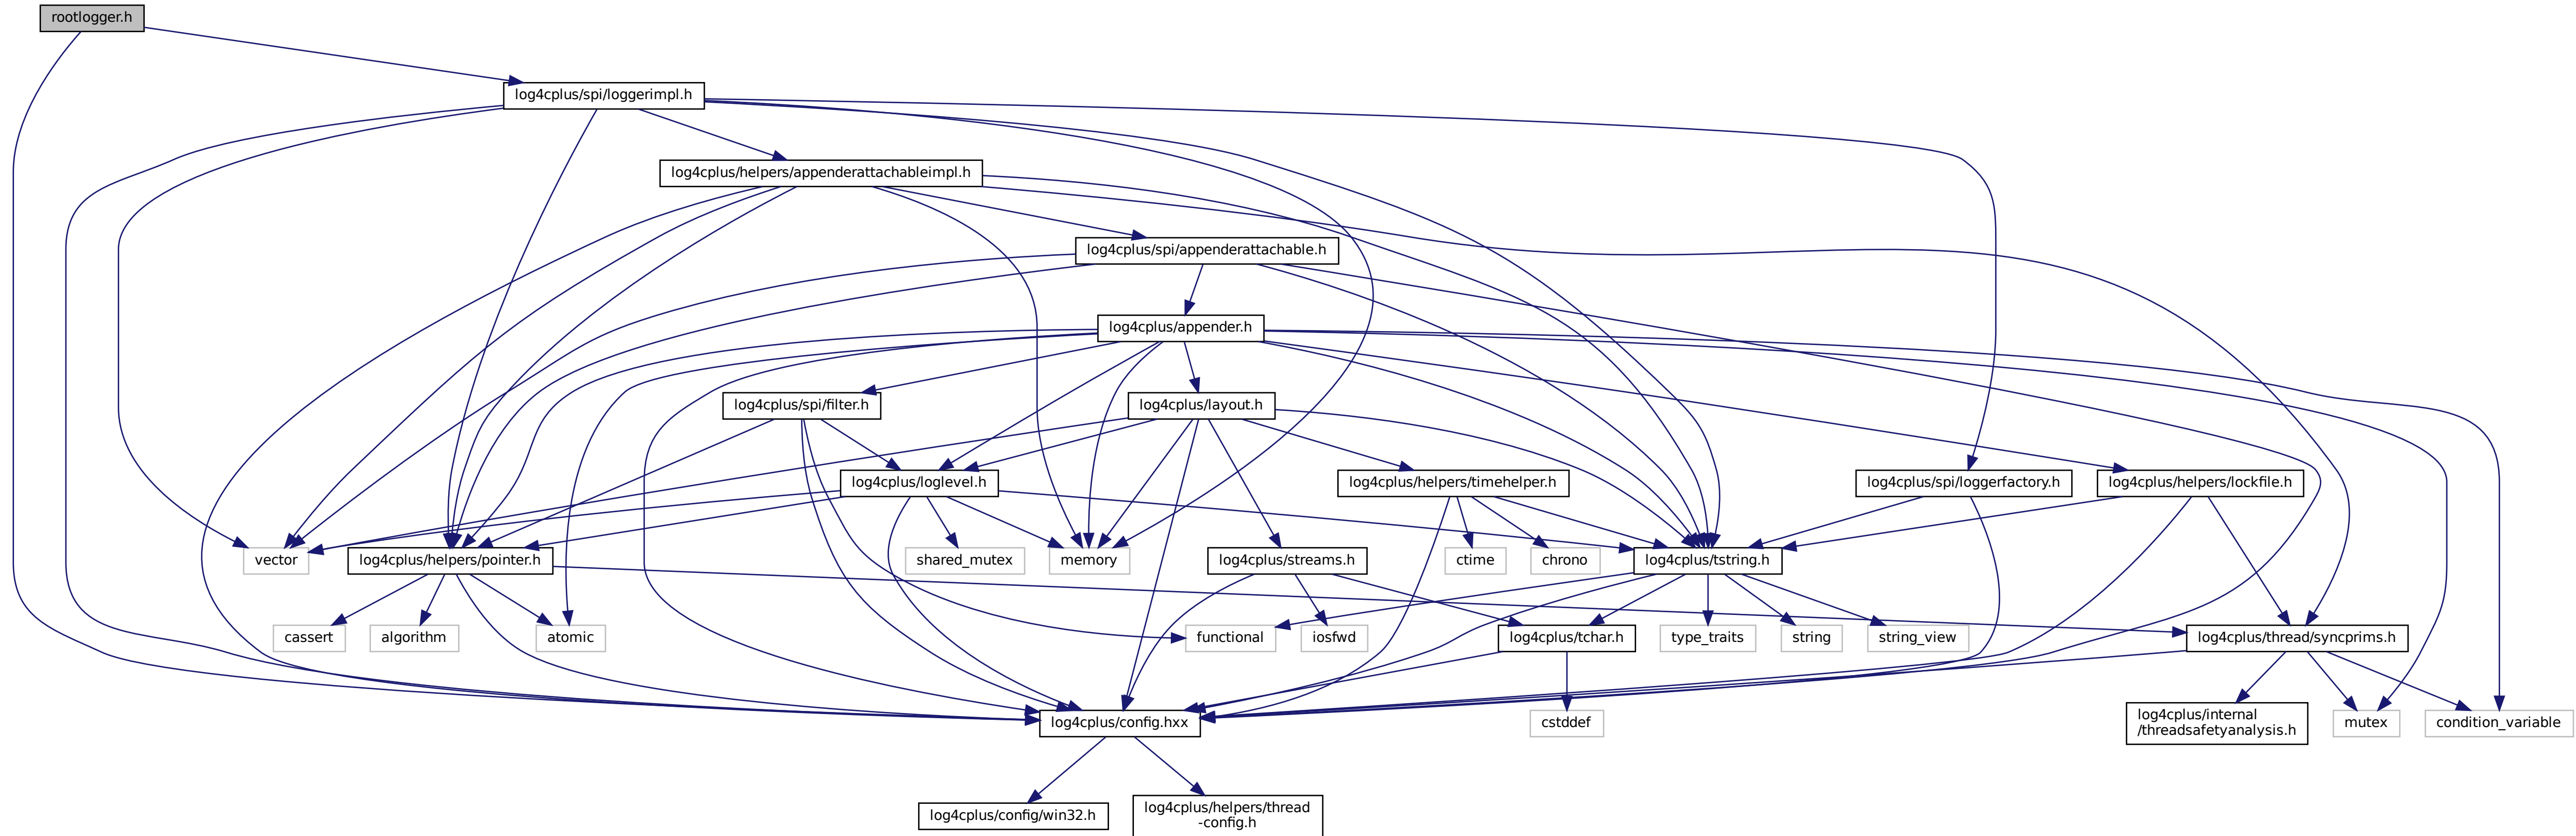 rootlogger.h
log4cplus/spi/loggerimpl.h
log4cplus/helpers/appenderattachableimpl.h
log4cplus/spi/appenderattachable.h
log4cplus/appender.h
log4cplus/spi/filter.h
log4cplus/layout.h
log4cplus/loglevel.h
log4cplus/helpers/timehelper.h
log4cplus/spi/loggerfactory.h
log4cplus/helpers/lockfile.h
vector
log4cplus/helpers/pointer.h
shared_mutex
memory
log4cplus/streams.h
ctime
chrono
log4cplus/tstring.h
cassert
algorithm
atomic
functional
iosfwd
log4cplus/tchar.h
type_traits
string
string_view
log4cplus/thread/syncprims.h
log4cplus/config.hxx
cstddef
log4cplus/internal
/threadsafetyanalysis.h
mutex
condition_variable
log4cplus/config/win32.h
log4cplus/helpers/thread
-config.h